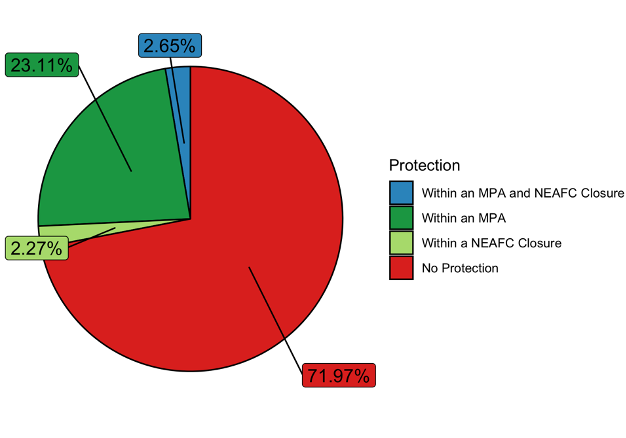 2.65%
23.11%
2.27%
71.97%
Protection
Within an MPA and NEAFC Closure
Within an MPA
Within a NEAFC Closure
No Protection